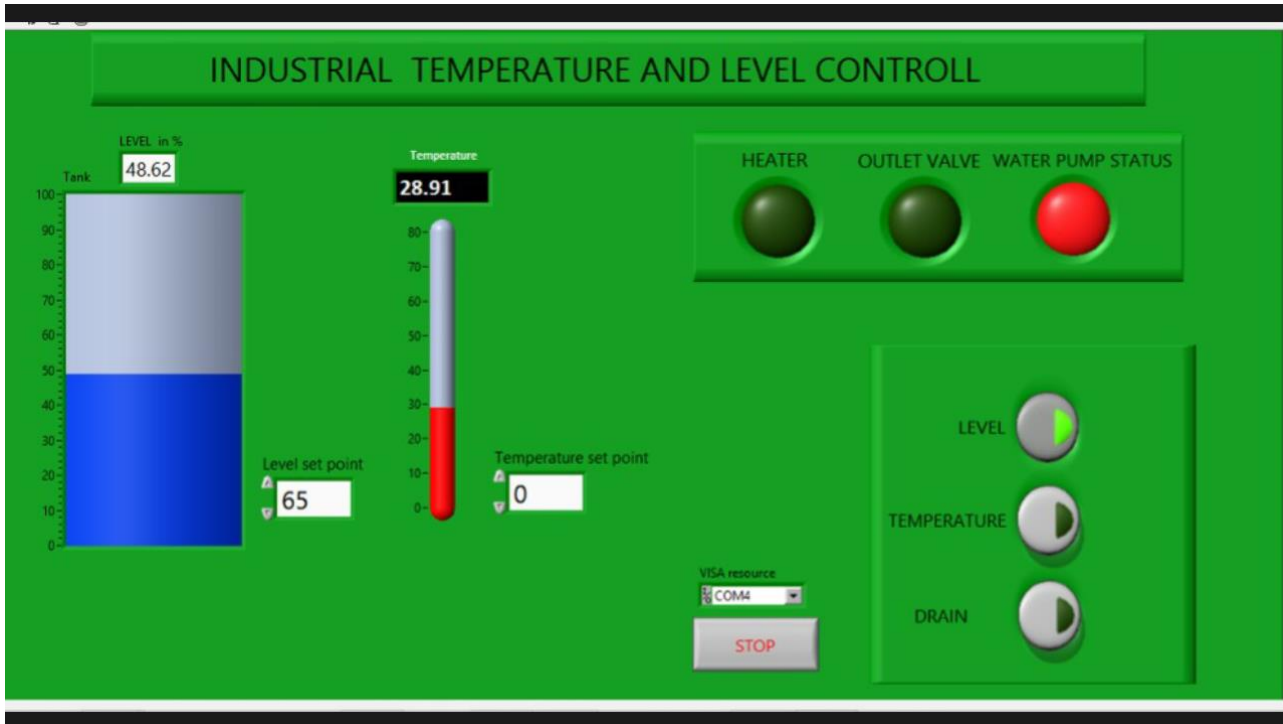 INDUSTRIAL TEMPERATURE AND LEVEL CONTROLL
LEVEL in %
48.62
Tank
100
90
80
70
60
50
40
30
20
10
0
Level set point
65
Temperature
28.91
80
70
60
50
40
30
20
10
0
Temperature set point
0
HEATER OUTLET VALVE WATER PUMP STATUS
LEVEL
TEMPERATURE
DRAIN
VISA resource
COM4
STOP